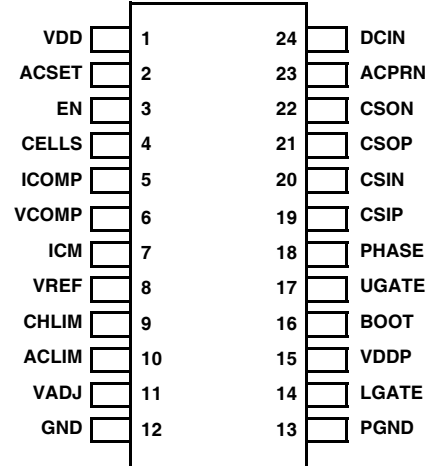 VDD 1 24 DCIN
ACSET 2 23 ACPRN
EN 3 22 CSON
CELLS 4 21 CSOP
ICOMP 5 20 CSIN
VCOMP 6 19 CSIP
ICM 7 18 PHASE
VREF 8 17 UGATE
CHLIM 9 16 BOOT
ACLIM 10 15 VDDP
VADJ 11 14 LGATE
GND 12 13 PGND